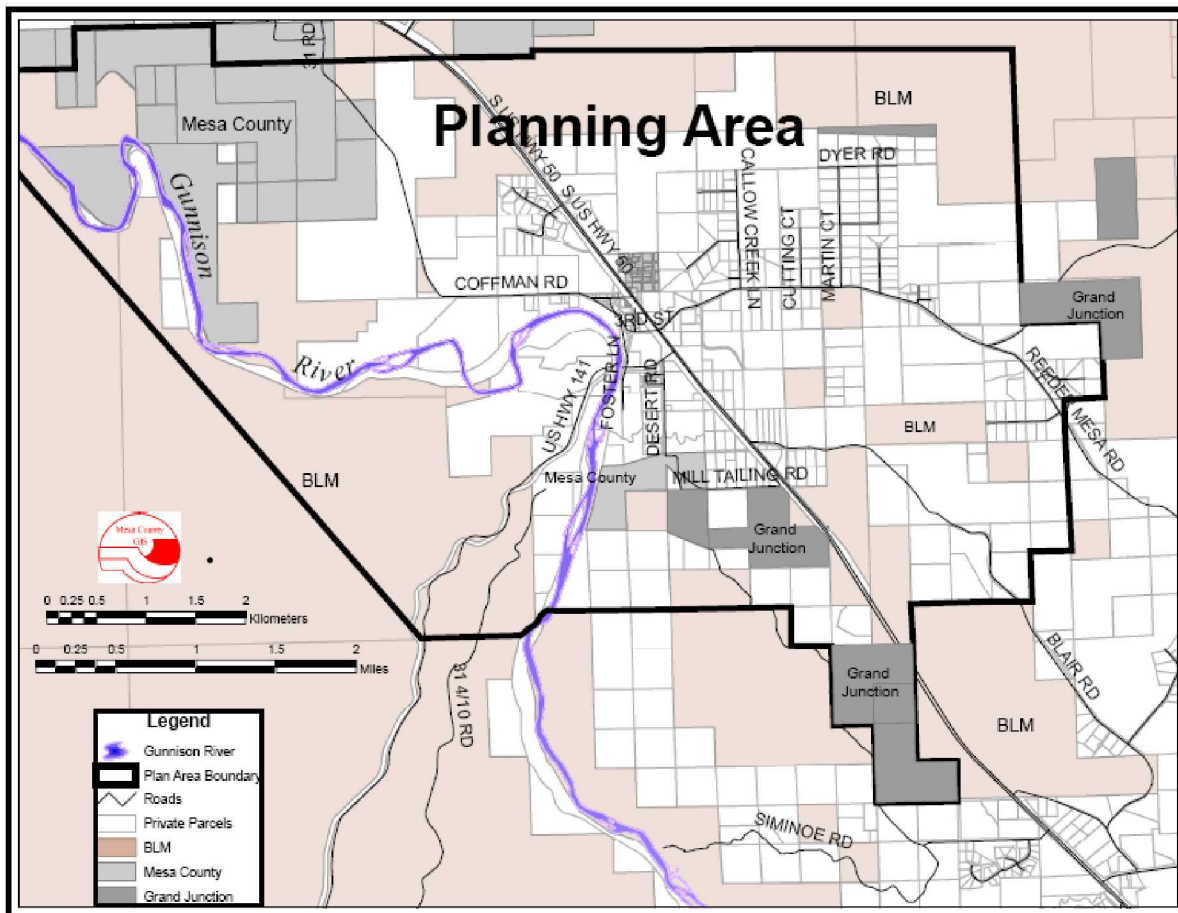 Planning Area
31 RD
S US HWY 50
S US HWY 50
BLM
Mesa County
DYER RD
CALLOW CREEK LN
CUTTING CT
MARTIN CT
Gunnison
River
COFFMAN RD
3RD ST
Grand
Junction
US HWY 141
FOSTER LN
DESERT RD
REEDER MESA RD
BLM
BLM
Mesa County
MILL TAILING RD
Grand
Junction
Mesa County
GIS
0 0.25 0.5 1 1.5 2
Kilometers
0 0.25 0.5 1 2
Miles
31 4/10 RD
Grand
Junction
BLAIR RD
BLM
SIMINOE RD
Legend
Gunnison River
Plan Area Boundary
Roads
Private Parcels
BLM
Mesa County
Grand Junction